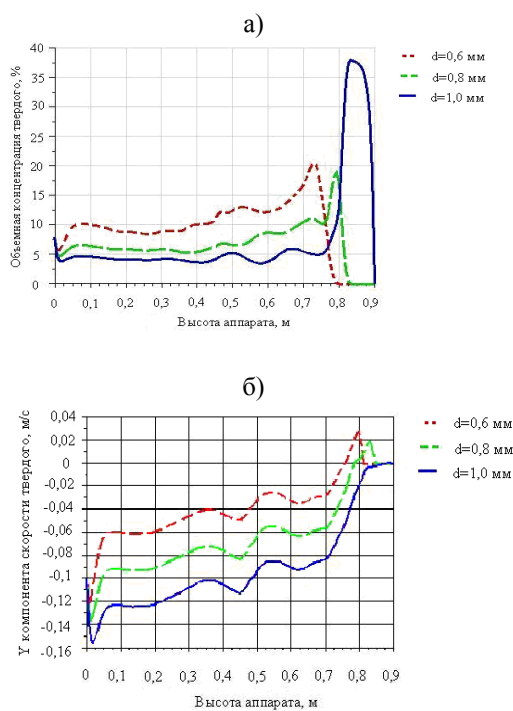 а)
40
35
30
25
20
15
10
5
0
Объемная концентрация твердого, %
0 0,1 0,2 0,3 0,4 0,5 0,6 0,7 0,8 0,9
Высота аппарата, м
d=0,6 мм
d=0,8 мм
d=1,0 мм
б)
0,04
0,02
0
-0,02
-0,04
-0,06
-0,08
-0,1
-0,12
-0,14
-0,16
Y компонента скорости твердого, м/с
0 0,1 0,2 0,3 0,4 0,5 0,6 0,7 0,8 0,9
Высота аппарата, м
d=0,6 мм
d=0,8 мм
d=1,0 мм